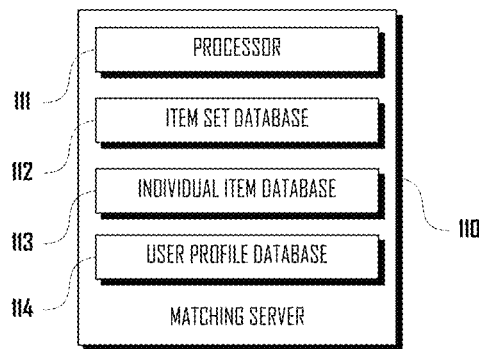 PROCESSOR
111
ITEM SET DATABASE
112
INDIVIDUAL ITEM DATABASE
113
110
USER PROFILE DATABASE
114
MATCHING SERVER